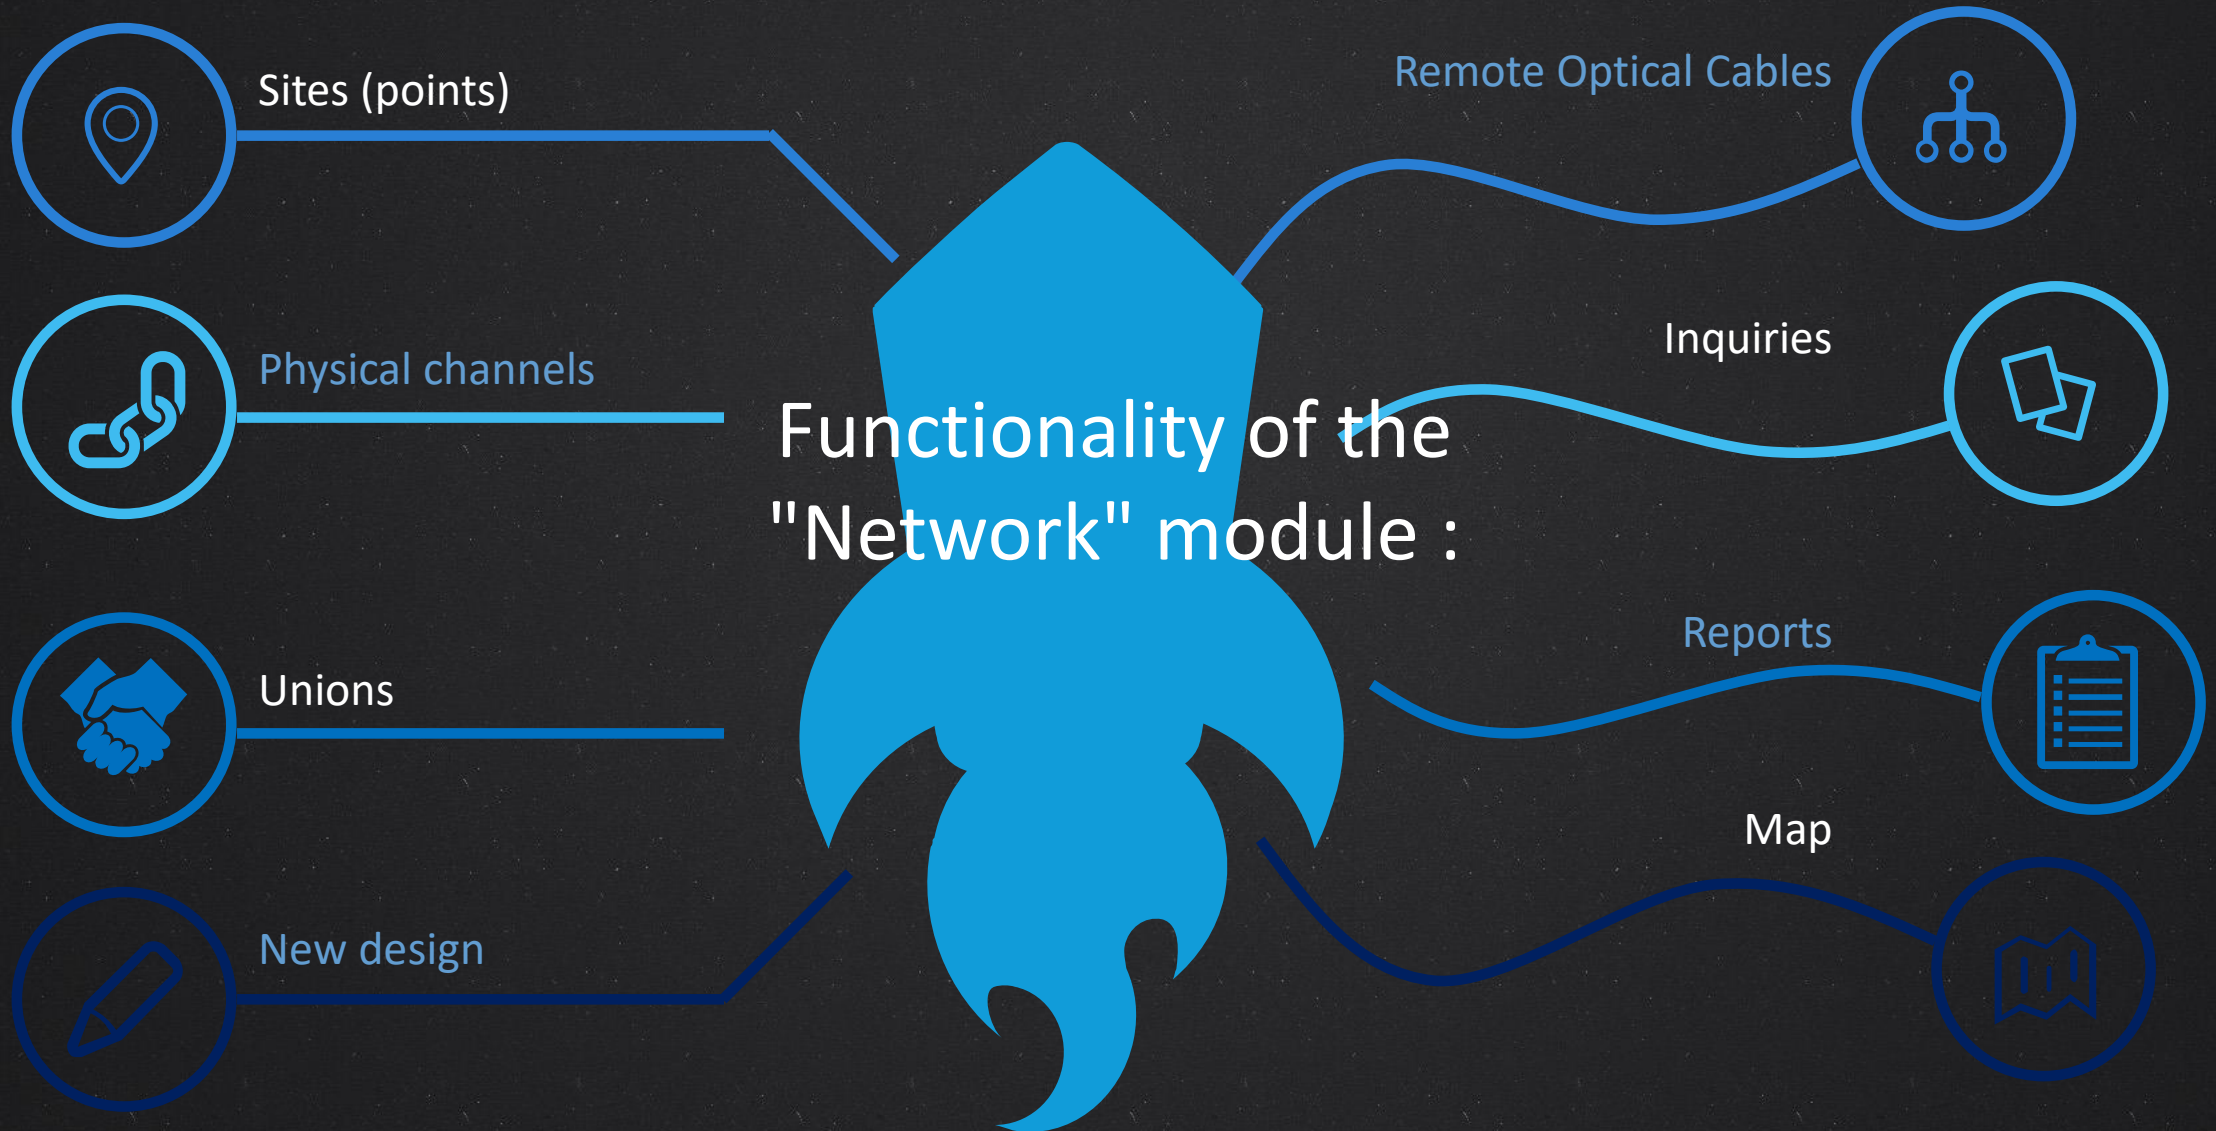 Sites (points)
Physical channels
Unions
New design
Functionality of the
"Network" module :
Remote Optical Cables
Inquiries
Reports
Map